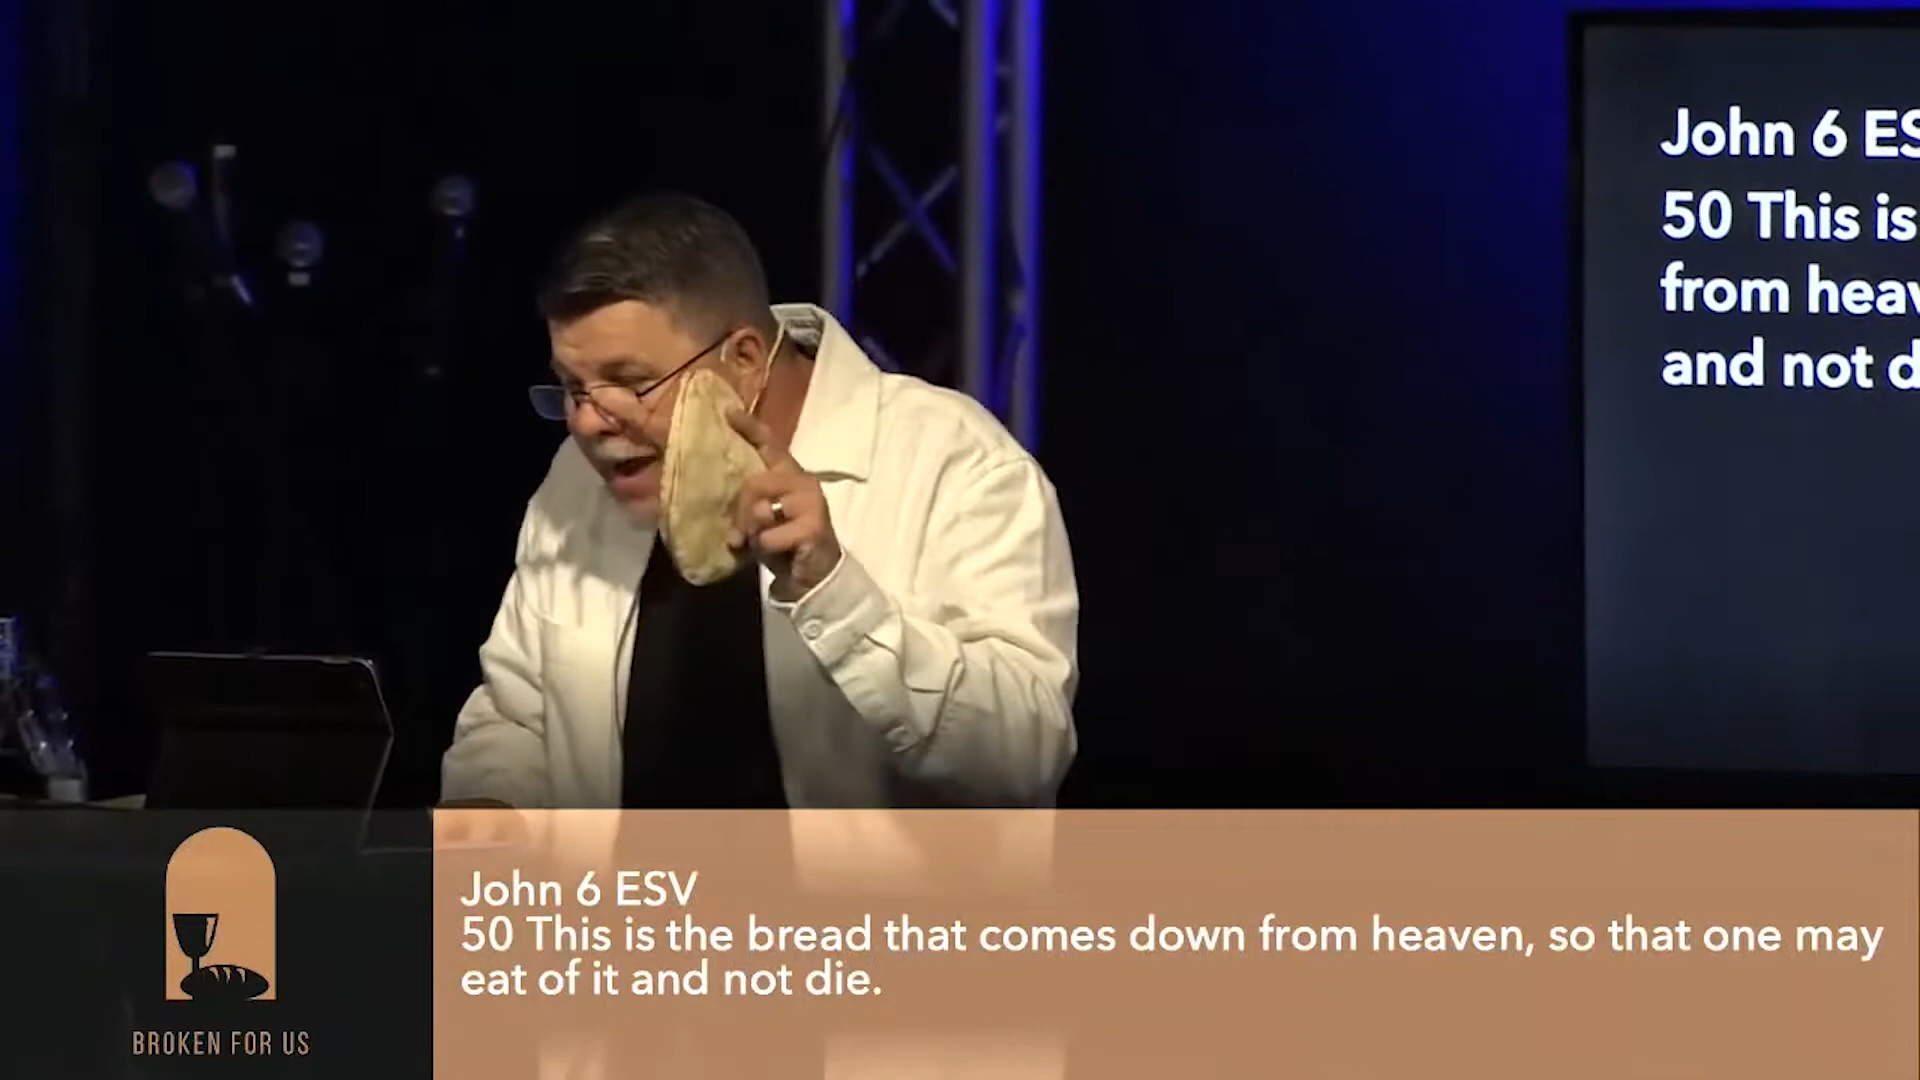 John 6 ES
50 This is
from heav
and not d
John 6 ESV
50 This is the bread that comes down from heaven, so that one may
eat of it and not die.
BROKEN FOR US